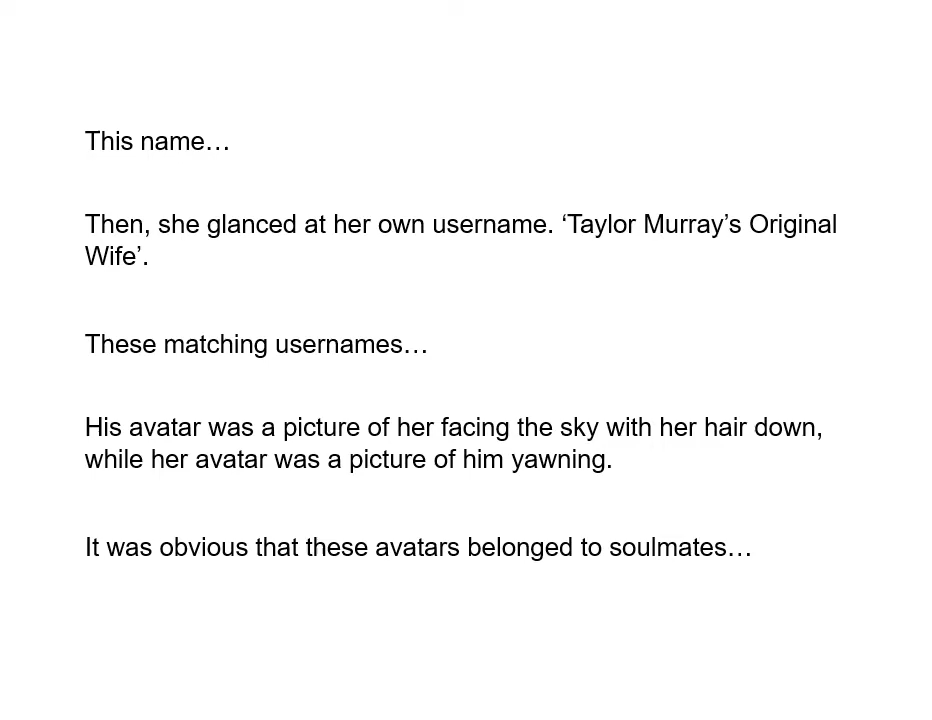 This name…
Then, she glanced at her own username. ‘Taylor Murray’s Original
Wife’.
These matching usernames…
His avatar was a picture of her facing the sky with her hair down,
while her avatar was a picture of him yawning.
It was obvious that these avatars belonged to soulmates…